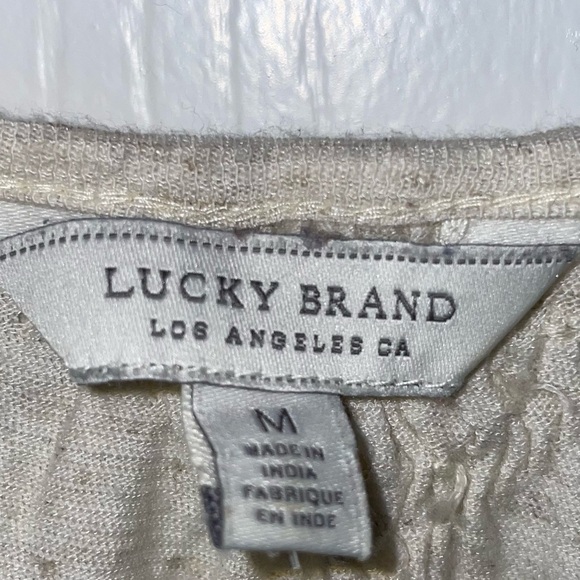 LUCKY BRAND
LOS ANGELES CA
M
MADE IN
INDIA
FABRIQUE
EN INDE